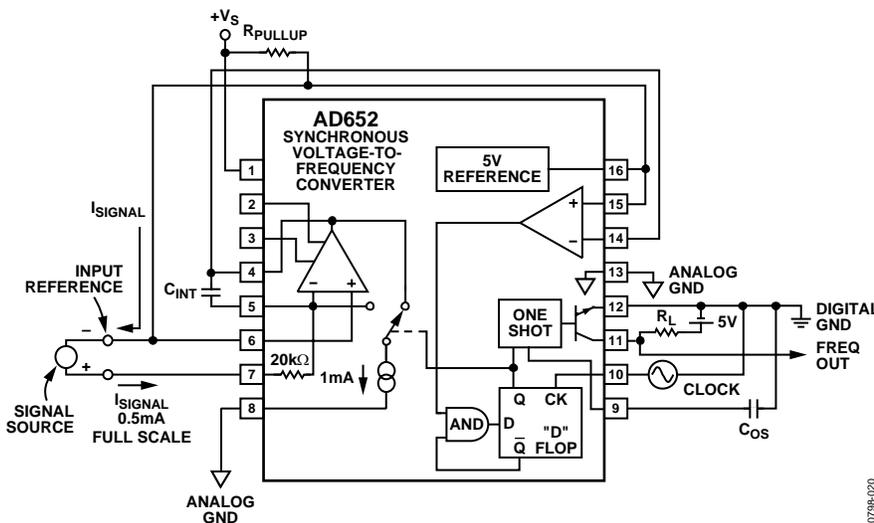 +VS
RPULLUP
AD652
SYNCHRONOUS
VOLTAGE-TO-
FREQUENCY
CONVERTER
5V
REFERENCE
1
2
3
4
5
6
7
8
16
15
14
13
12
11
10
9
+
–
–
+
ISIGNAL
INPUT
REFERENCE
CINT
–
+
SIGNAL
SOURCE
ISIGNAL
0.5mA
FULL SCALE
20kΩ
1mA
ANALOG
GND
ONE
SHOT
AND
D
Q
CK
"D"
FLOP
Q̅
ANALOG
GND
RL
5V
DIGITAL
GND
FREQ
OUT
CLOCK
COS
00798-020